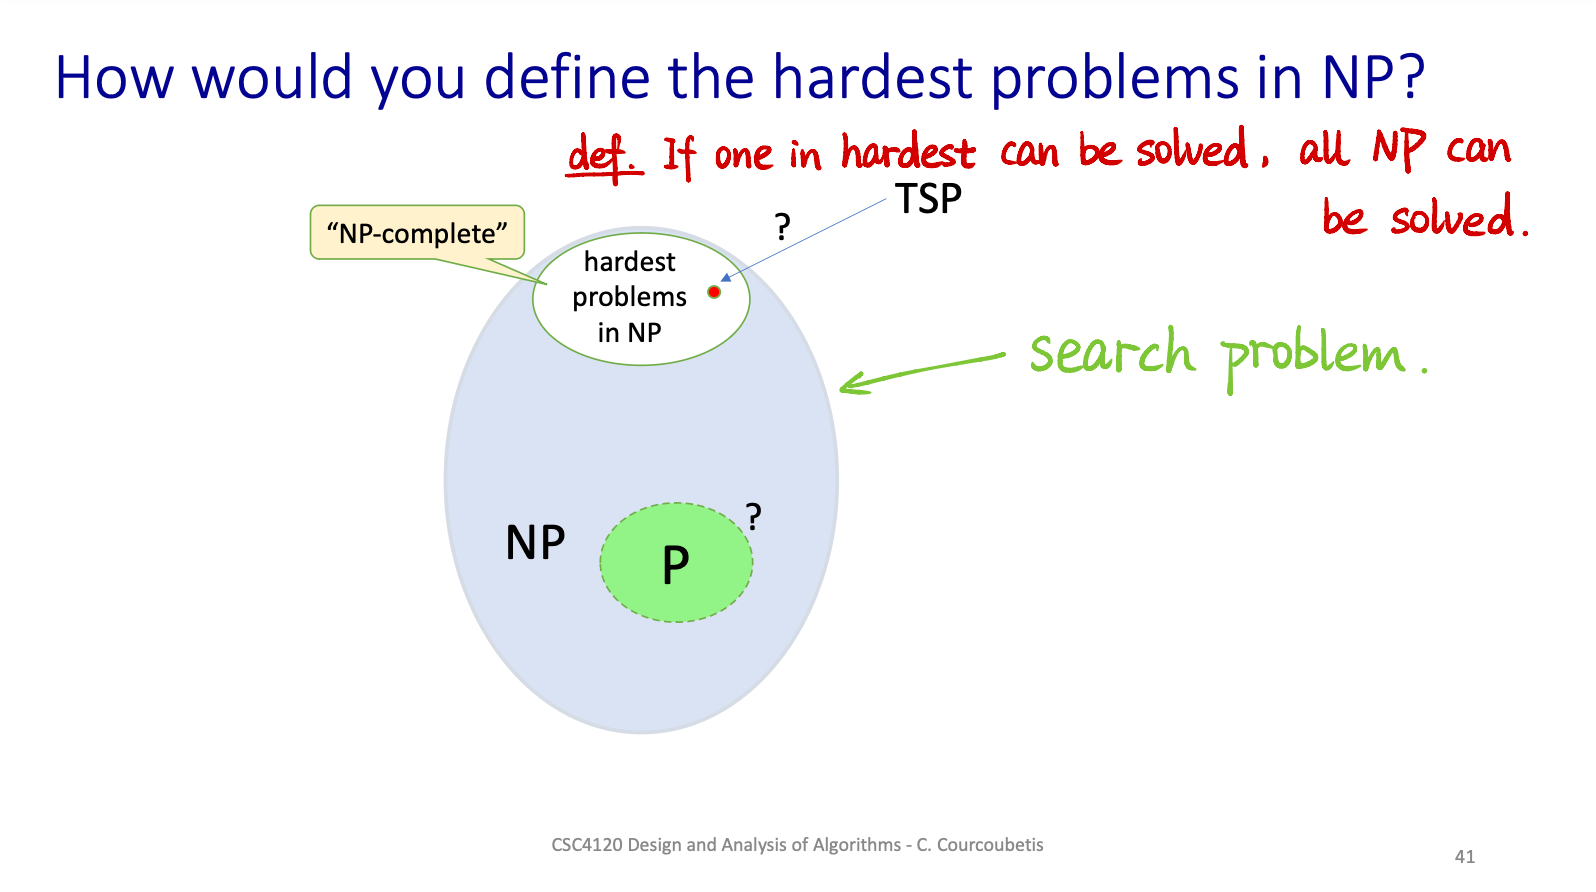 How would you define the hardest problems in NP?
def. If one in hardest can be solved, all NP can
be solved.
TSP
?
“NP-complete”
hardest
problems
in NP
search problem.
?
NP
P
CSC4120 Design and Analysis of Algorithms - C. Courcoubetis
41